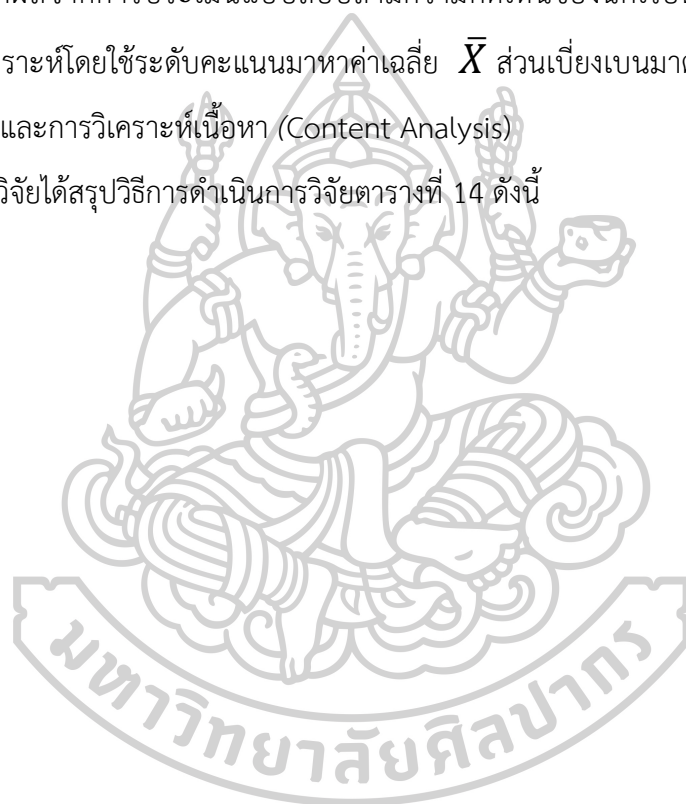 ราะห์โดยใช้ระดับคะแนนมาหาค่าเฉลี่ย X̄ ส่วนเบี่ยงเบนมาต
และการวิเคราะห์เนื้อหา (Content Analysis)
วิจัยได้สรุปวิธีการดำเนินการวิจัยตารางที่ 14 ดังนี้
มหาวิทยาลัยศิลปากร